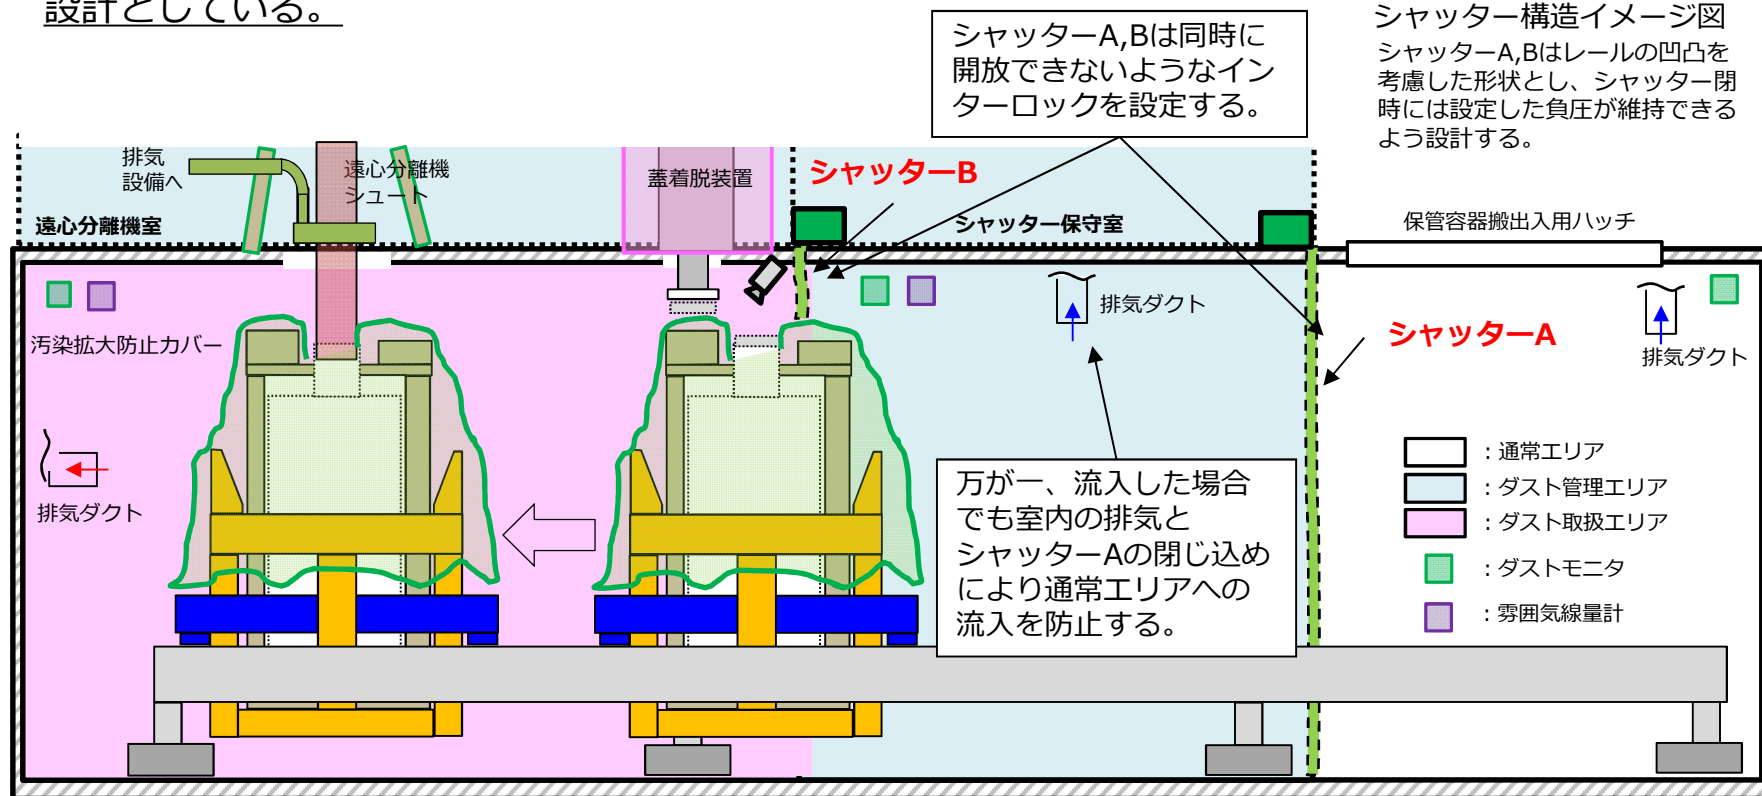 設計としている。
シャッターA,Bは同時に
開放できないようなイン
ターロックを設定する。
シャッター構造イメージ図
シャッターA,Bはレールの凹凸を
考慮した形状とし、シャッター閉
時には設定した負圧が維持できる
よう設計する。
排気
設備へ
遠心分離機
シュート
蓋着脱装置
シャッターB
遠心分離機室
シャッター保守室
保管容器搬出入用ハッチ
汚染拡大防止カバー
排気ダクト
シャッターA
排気ダクト
排気ダクト
万が一、流入した場合
でも室内の排気と
シャッターAの閉じ込め
により通常エリアへの
流入を防止する。
：通常エリア
：ダスト管理エリア
：ダスト取扱エリア
：ダストモニタ
：雰囲気線量計